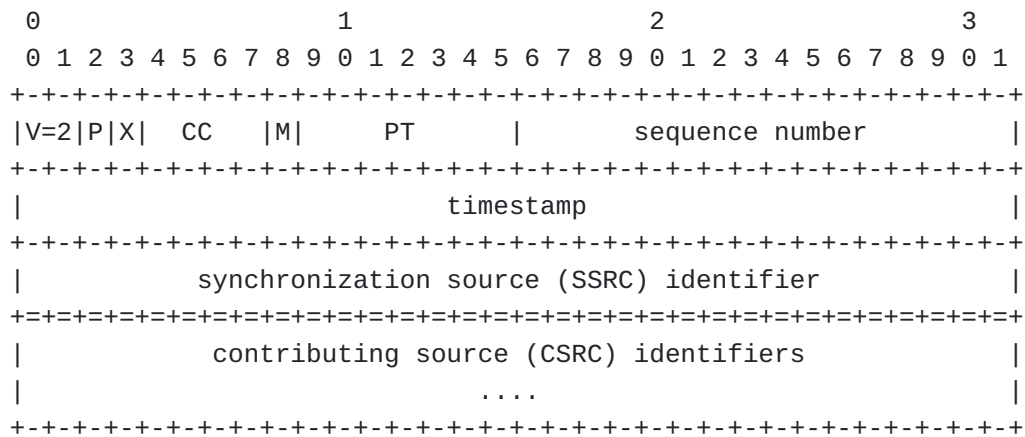 0                   1                   2                   3
 0 1 2 3 4 5 6 7 8 9 0 1 2 3 4 5 6 7 8 9 0 1 2 3 4 5 6 7 8 9 0 1
+-+-+-+-+-+-+-+-+-+-+-+-+-+-+-+-+-+-+-+-+-+-+-+-+-+-+-+-+-+-+-+-+
|V=2|P|X|  CC   |M|     PT      |       sequence number         |
+-+-+-+-+-+-+-+-+-+-+-+-+-+-+-+-+-+-+-+-+-+-+-+-+-+-+-+-+-+-+-+-+
|                           timestamp                           |
+-+-+-+-+-+-+-+-+-+-+-+-+-+-+-+-+-+-+-+-+-+-+-+-+-+-+-+-+-+-+-+-+
|           synchronization source (SSRC) identifier            |
+=+=+=+=+=+=+=+=+=+=+=+=+=+=+=+=+=+=+=+=+=+=+=+=+=+=+=+=+=+=+=+=+
|            contributing source (CSRC) identifiers             |
|                             ....                              |
+-+-+-+-+-+-+-+-+-+-+-+-+-+-+-+-+-+-+-+-+-+-+-+-+-+-+-+-+-+-+-+-+